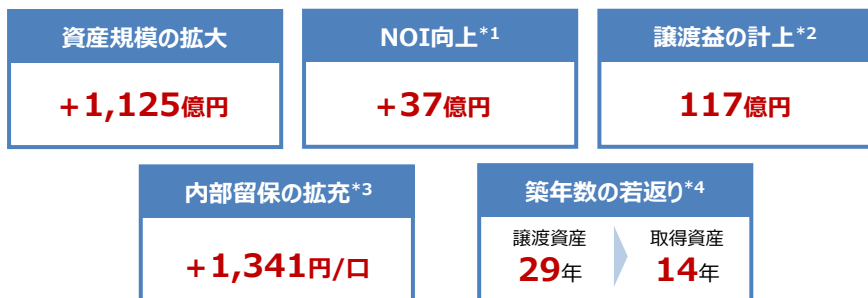 資産規模の拡大
+1,125億円
NOI向上*1
+37億円
譲渡益の計上*2
117億円
内部留保の拡充*3
+1,341円/口
築年数の若返り*4
譲渡資産 取得資産
29年 14年